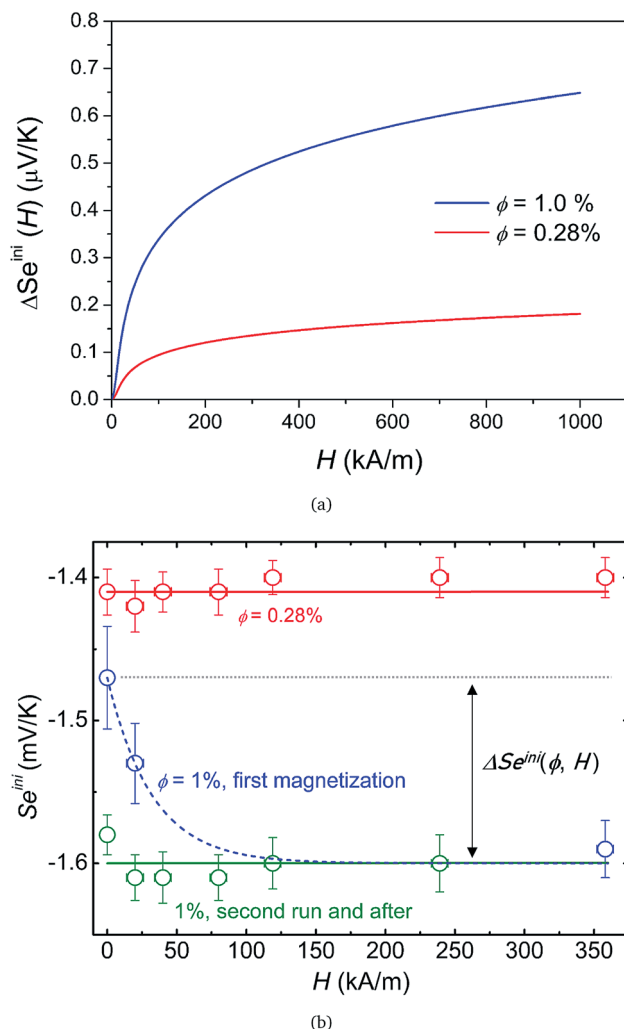 0.8
0.7
0.6
0.5
0.4
0.3
0.2
0.1
0.0
ΔSe^ini (H) (μV/K)
ϕ = 1.0 %
ϕ = 0.28%
0 200 400 600 800 1000
H (kA/m)
(a)
-1.4
-1.5
-1.6
Se^ini (mV/K)
ϕ = 0.28%
ΔSe^ini(ϕ, H)
ϕ = 1%, first magnetization
1%, second run and after
0 50 100 150 200 250 300 350
H (kA/m)
(b)